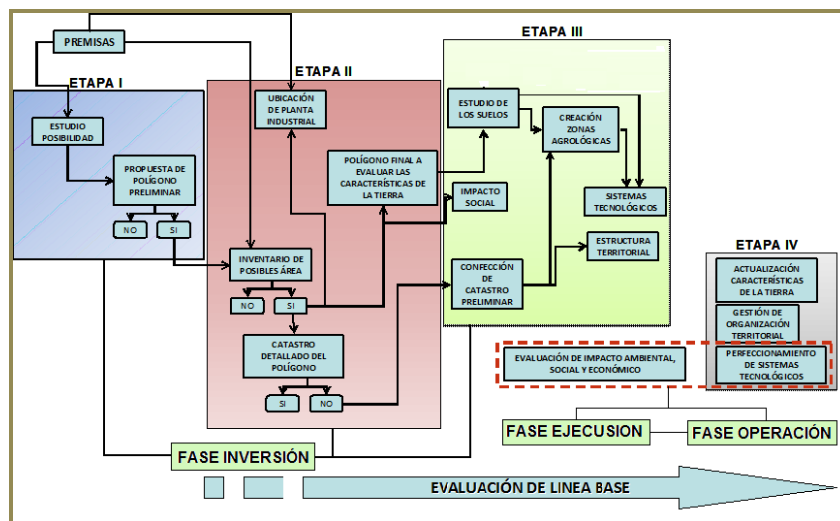 PREMISAS
ETAPA I
ESTUDIO
POSIBILIDAD
PROPUESTA DE
POLÍGONO
PRELIMINAR
NO
SI
ETAPA II
UBICACIÓN
DE PLANTA
INDUSTRIAL
POLÍGONO FINAL A
EVALUAR LAS
CARACTERÍSTICAS DE
LA TIERRA
INVENTARIO DE
POSIBLES ÁREA
NO
SI
CATASTRO
DETALLADO DEL
POLÍGONO
SI
NO
ETAPA III
ESTUDIO DE
LOS SUELOS
CREACIÓN
ZONAS
AGROLÓGICAS
IMPACTO
SOCIAL
SISTEMAS
TECNOLÓGICOS
ESTRUCTURA
TERRITORIAL
CONFECCIÓN
DE
CATASTRO
PRELIMINAR
ETAPA IV
ACTUALIZACIÓN
CARACTERÍSTICAS
DE LA TIERRA
GESTIÓN DE
ORGANIZACIÓN
TERRITORIAL
PERFECCIONAMIENTO
DE SISTEMAS
TECNOLÓGICOS
EVALUACIÓN DE IMPACTO AMBIENTAL,
SOCIAL Y ECONÓMICO
FASE EJECUSION
FASE OPERACIÓN
FASE INVERSIÓN
EVALUACIÓN DE LINEA BASE